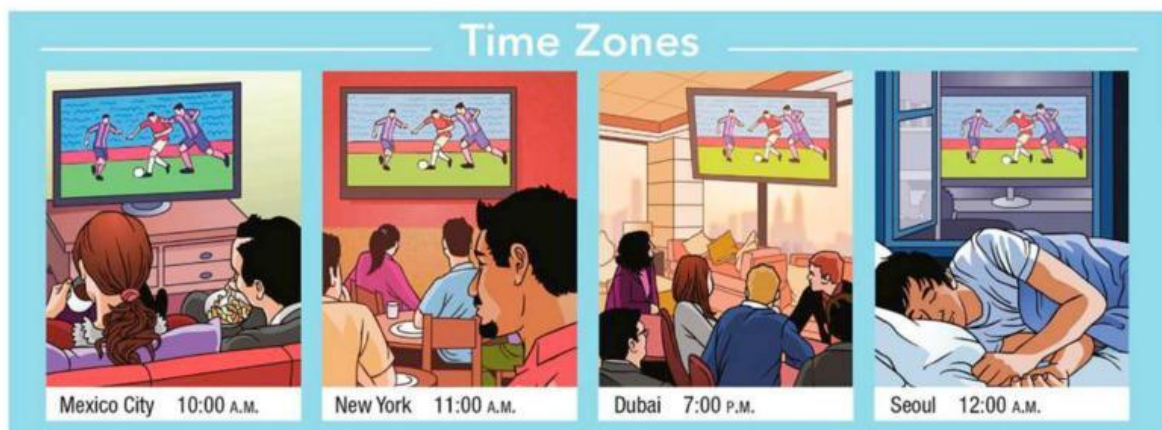 Time Zones
Mexico City 10:00 A.M.
New York 11:00 A.M.
Dubai 7:00 P.M.
Seoul 12:00 A.M.